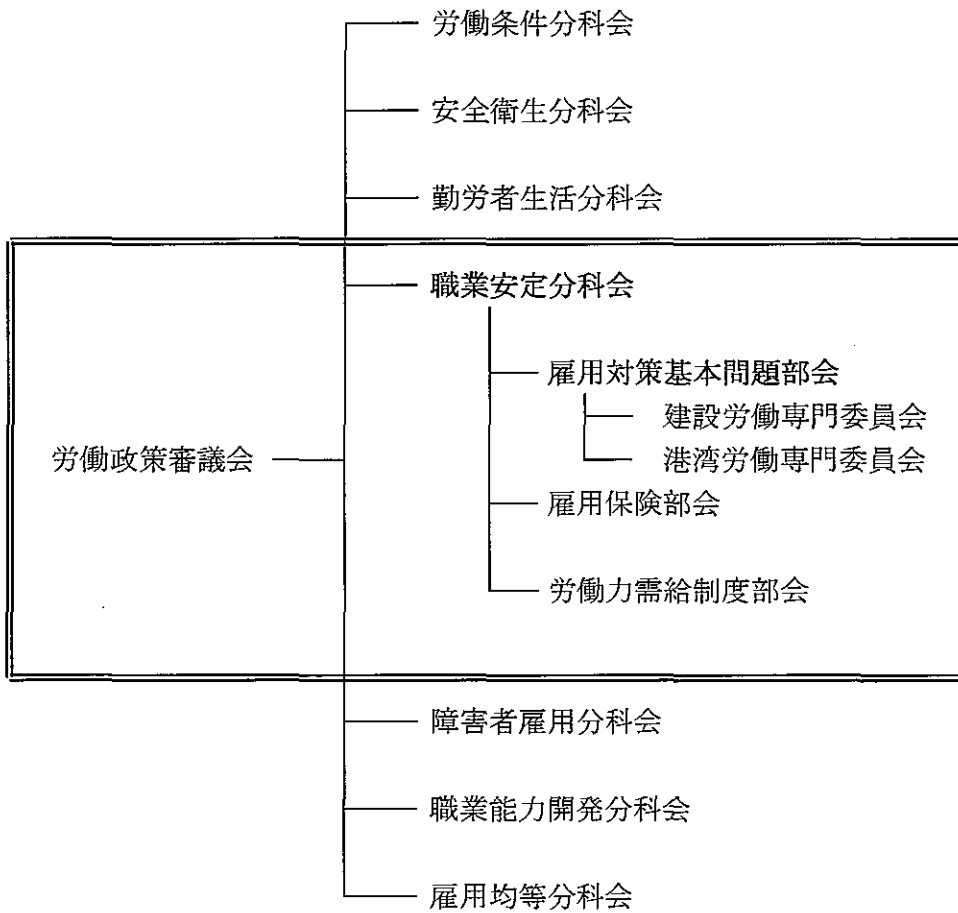 労働条件分科会
安全衛生分科会
勤労者生活分科会
職業安定分科会
雇用対策基本問題部会
建設労働専門委員会
労働政策審議会
港湾労働専門委員会
雇用保険部会
労働力需給制度部会
障害者雇用分科会
職業能力開発分科会
雇用均等分科会